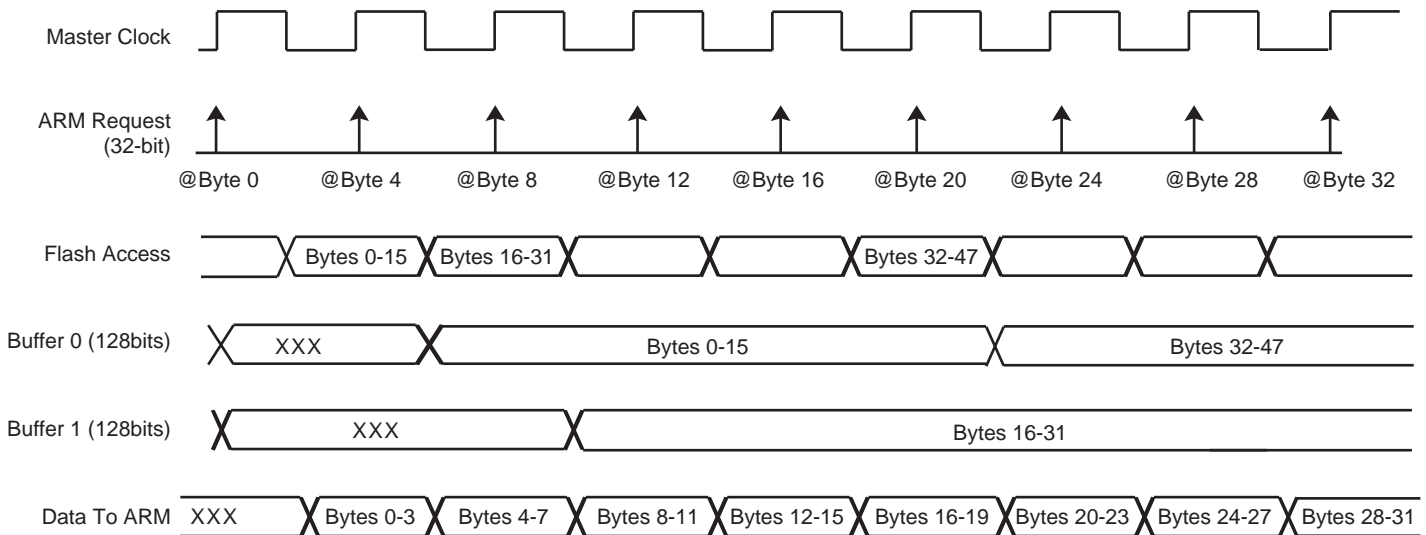 Master Clock
ARM Request
(32-bit)
@Byte 0 @Byte 4 @Byte 8 @Byte 12 @Byte 16 @Byte 20 @Byte 24 @Byte 28 @Byte 32
Flash Access Bytes 0-15 Bytes 16-31 Bytes 32-47
Buffer 0 (128bits) XXX Bytes 0-15 Bytes 32-47
Buffer 1 (128bits) XXX Bytes 16-31
Data To ARM XXX Bytes 0-3 Bytes 4-7 Bytes 8-11 Bytes 12-15 Bytes 16-19 Bytes 20-23 Bytes 24-27 Bytes 28-31